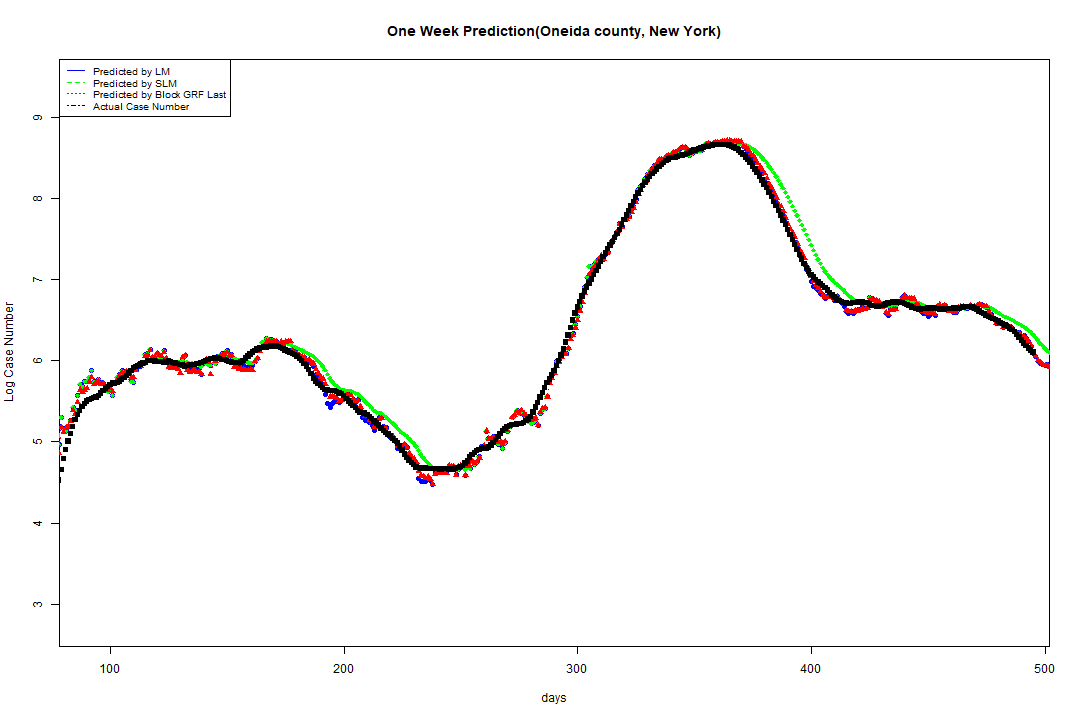 One Week Prediction(Oneida county, New York)
Predicted by LM
Predicted by SLM
Predicted by Block GRF Last
Actual Case Number
9
8
7
6
5
4
3
Log Case Number
100 200 300 400 500
days